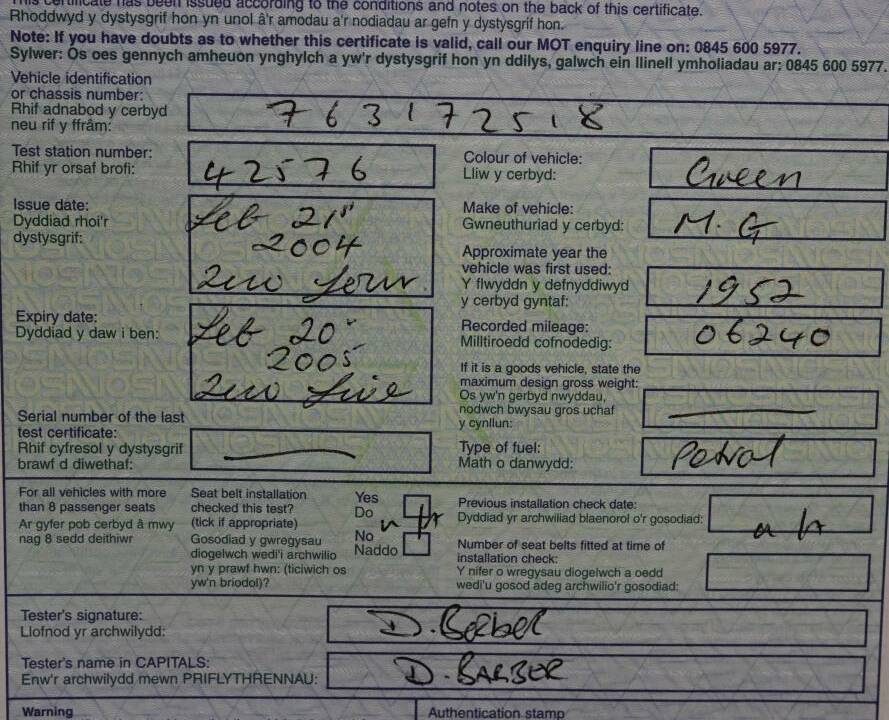 This certificate has been issued according to the conditions and notes on the back of this certificate.
Rhoddwyd y dystysgrif hon yn unol â'r amodau a'r nodiadau ar gefn y dystysgrif hon.
Note: If you have doubts as to whether this certificate is valid, call our MOT enquiry line on: 0845 600 5977.
Sylwer: Os oes gennych amheuon ynghylch a yw'r dystysgrif hon yn ddilys, galwch ein llinell ymholiadau ar: 0845 600 5977.
Vehicle identification
or chassis number:
Rhif adnabod y cerbyd
neu rif y ffrâm:
763172518
Test station number:
Rhif yr orsaf brofi:
42576
Colour of vehicle:
Lliw y cerbyd:
Green
Issue date:
Dyddiad rhoi'r
dystysgrif:
Feb 21st
2004
Zero four
Make of vehicle:
Gwneuthuriad y cerbyd:
M.G
Approximate year the
vehicle was first used:
Y flwyddyn y defnyddiwyd
y cerbyd gyntaf:
1952
Expiry date:
Dyddiad y daw i ben:
Feb 20
2005
Zero five
Recorded mileage:
Milltiroedd cofnodedig:
06240
If it is a goods vehicle, state the
maximum design gross weight:
Os yw'n gerbyd nwyddau,
nodwch bwysau gros uchaf
y cynllun:
Serial number of the last
test certificate:
Rhif cyfresol y dystysgrif
brawf d diwethaf:
Type of fuel:
Math o danwydd:
Petrol
For all vehicles with more
than 8 passenger seats
Ar gyfer pob cerbyd â mwy
nag 8 sedd deithiwr
Seat belt installation
checked this test?
(tick if appropriate)
Gosodiad y gwregysau
diogelwch wedi'i archwilio
yn y prawf hwn: (ticiwich os
yw'n briodol)?
Yes
Do
No
Naddo
Previous installation check date:
Dyddiad yr archwiliad blaenorol o'r gosodiad:
Number of seat belts fitted at time of
installation check:
Y nifer o wregysau diogelwch a oedd
wedi'u gosod adeg archwilio'r gosodiad:
Tester's signature:
Llofnod yr archwilydd:
D. Barber
Tester's name in CAPITALS:
Enw'r archwilydd mewn PRIFLYTHRENNAU:
D. BARBER
Warning
Authentication stamp